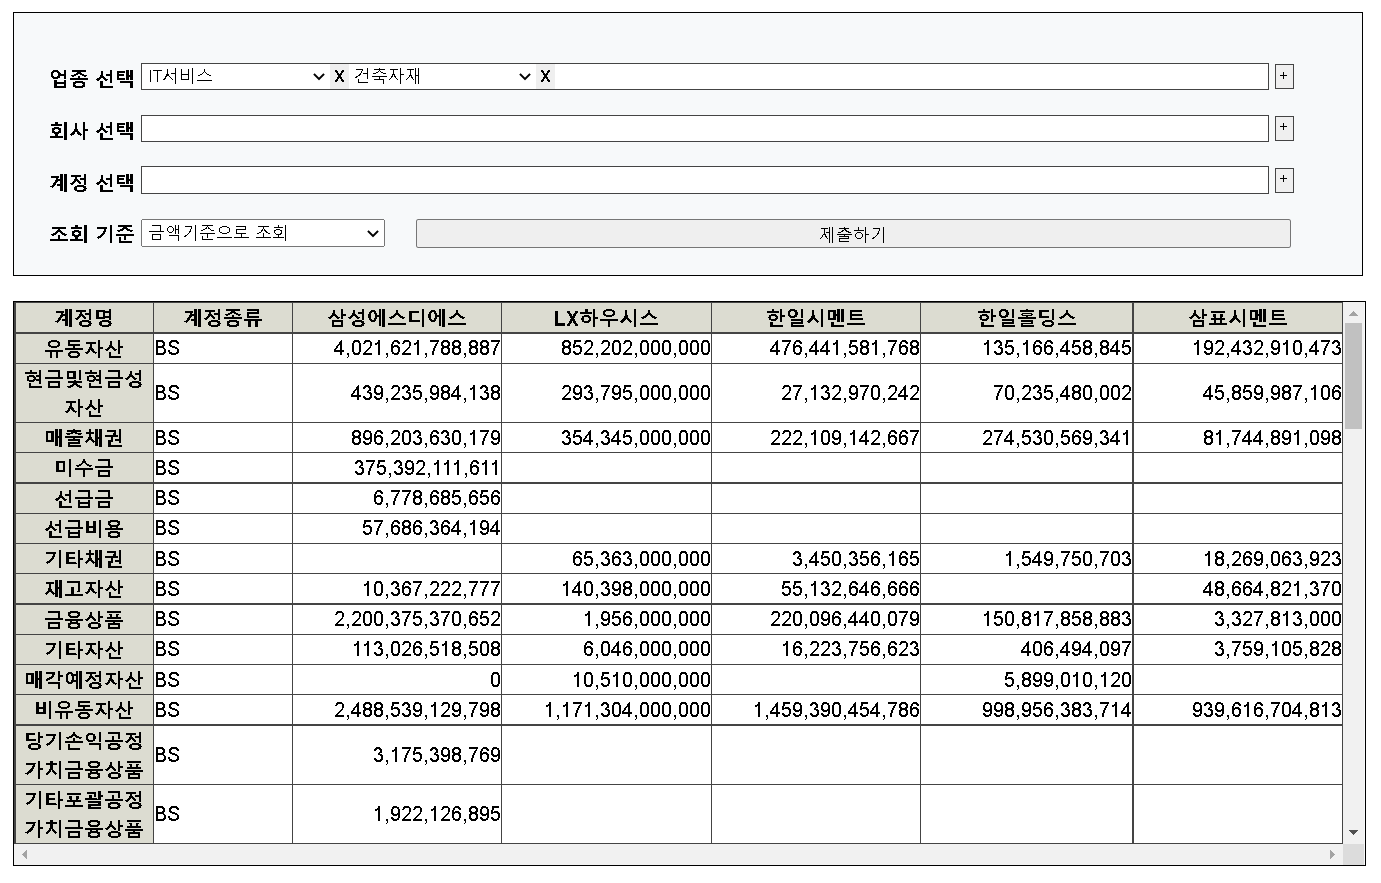 업종 선택 IT서비스 X 건축자재 X +
회사 선택 +
계정 선택 +
조회 기준 금액기준으로 조회 제출하기
계정명 계정종류 삼성에스디에스 LX하우시스 한일시멘트 한일홀딩스 삼표시멘트
유동자산 BS 4,021,621,788,887 852,202,000,000 476,441,581,768 135,166,458,845 192,432,910,473
현금및현금성
자산 BS 439,235,984,138 293,795,000,000 27,132,970,242 70,235,480,002 45,859,987,106
매출채권 BS 896,203,630,179 354,345,000,000 222,109,142,667 274,530,569,341 81,744,891,098
미수금 BS 375,392,111,611
선급금 BS 6,778,685,656
선급비용 BS 57,686,364,194
기타채권 BS 65,363,000,000 3,450,356,165 1,549,750,703 18,269,063,923
재고자산 BS 10,367,222,777 140,398,000,000 55,132,646,666 48,664,821,370
금융상품 BS 2,200,375,370,652 1,956,000,000 220,096,440,079 150,817,858,883 3,327,813,000
기타자산 BS 113,026,518,508 6,046,000,000 16,223,756,623 406,494,097 3,759,105,828
매각예정자산 BS 0 10,510,000,000 5,899,010,120
비유동자산 BS 2,488,539,129,798 1,171,304,000,000 1,459,390,454,786 998,956,383,714 939,616,704,813
당기손익공정
가치금융상품 BS 3,175,398,769
기타포괄공정
가치금융상품 BS 1,922,126,895